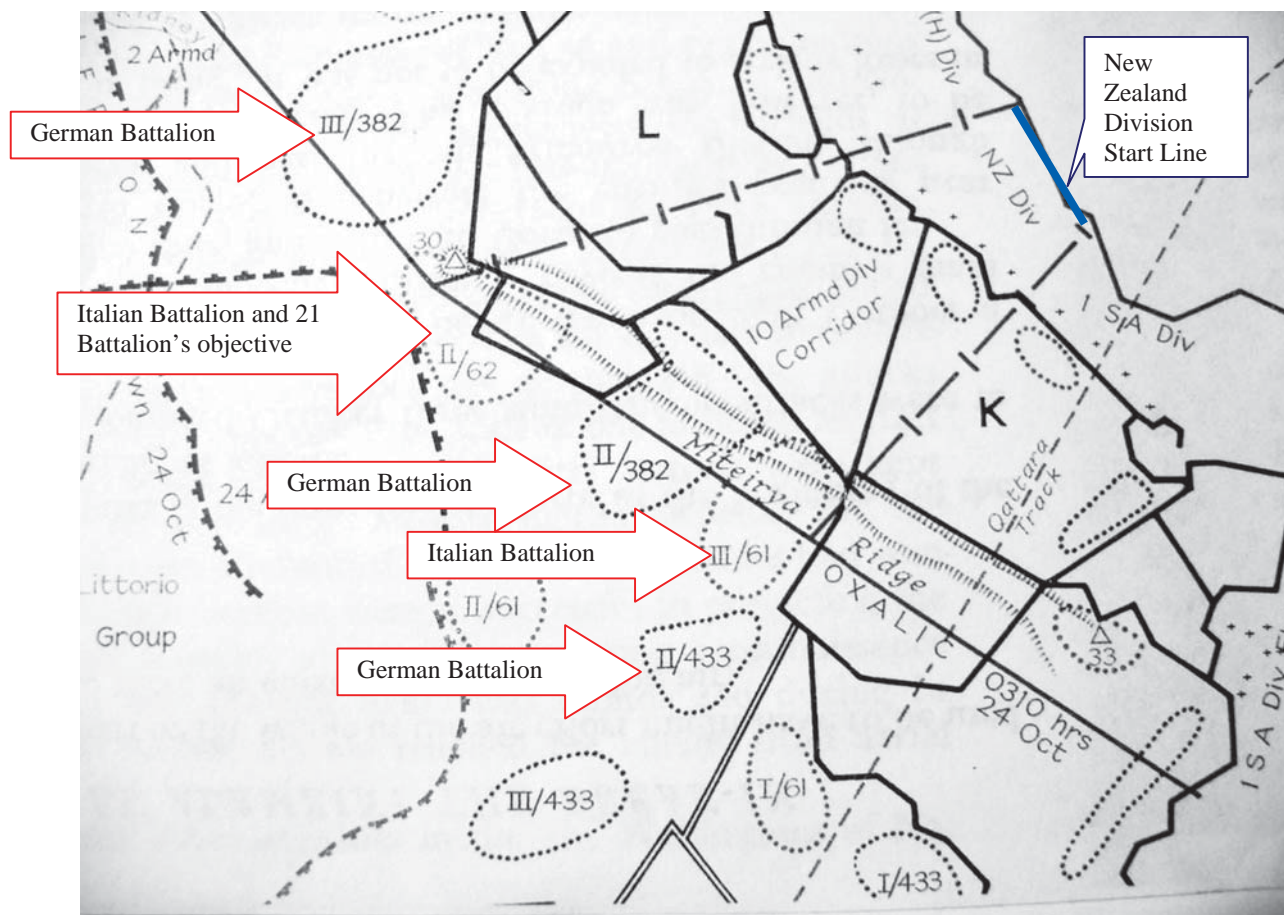 2 Armd
(H) Div
New
Zealand
Division
Start Line
German Battalion
III/382
L
NZ Div
30
10 Armd Div
Corridor
1 S A Div
Italian Battalion and 21
Battalion's objective
II/62
K
24 Oct
24
II/382
Miteirya
Qattara
Track
German Battalion
Italian Battalion
III/61
Ridge
OXALIC
Littorio
Group
II/61
II/433
33
German Battalion
0310 hrs
24 Oct
1 S A Div
III/433
I/61
I/433